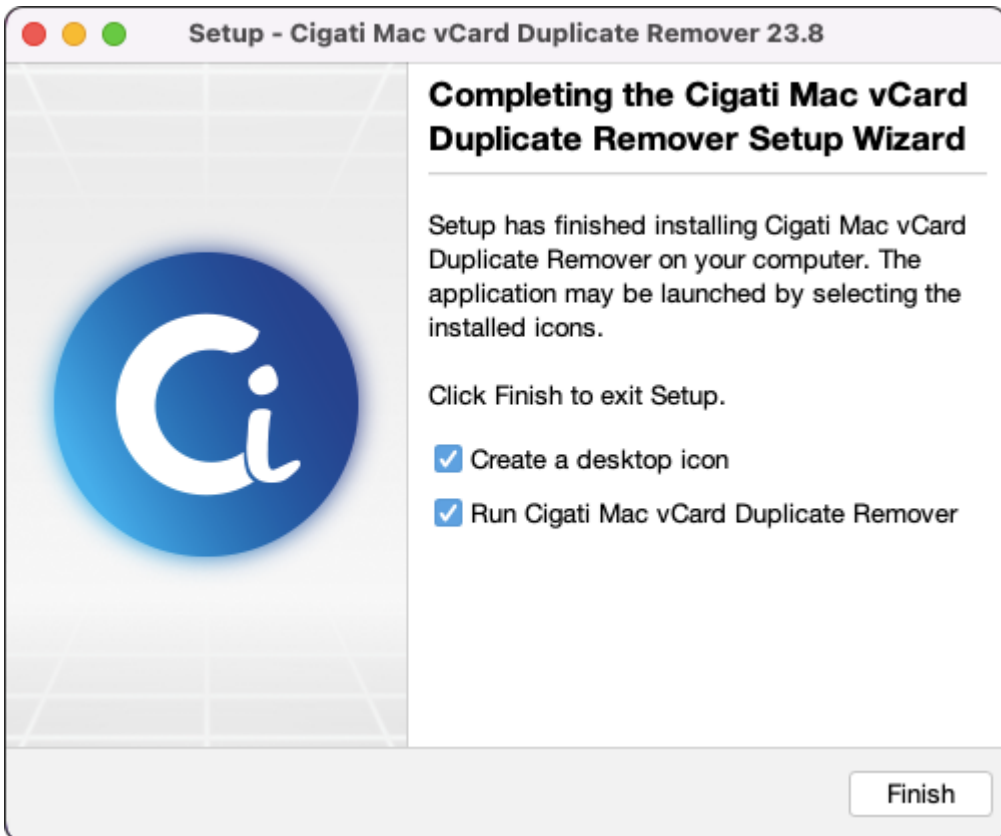 Setup - Cigati Mac vCard Duplicate Remover 23.8
Completing the Cigati Mac vCard
Duplicate Remover Setup Wizard
Setup has finished installing Cigati Mac vCard
Duplicate Remover on your computer. The
application may be launched by selecting the
installed icons.
Click Finish to exit Setup.
Ci
Create a desktop icon
Run Cigati Mac vCard Duplicate Remover
Finish